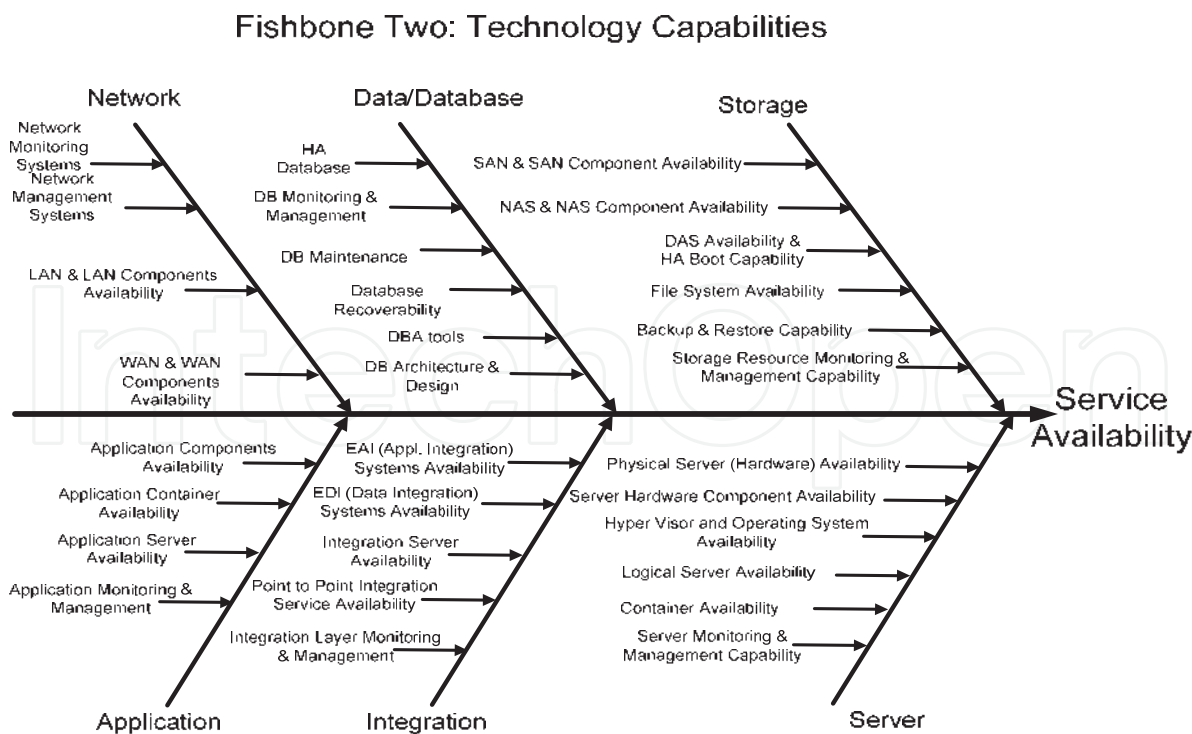 Fishbone Two: Technology Capabilities
Network
Network
Monitoring
Systems
Network
Management
Systems
LAN & LAN Components
Availability
WAN & WAN
Components
Availability
Data/Database
HA
Database
DB Monitoring &
Management
DB Maintenance
Database
Recoverability
DBA tools
DB Architecture &
Design
Storage
SAN & SAN Component Availability
NAS & NAS Component Availability
DAS Availability &
HA Boot Capability
File System Availability
Backup & Restore Capability
Storage Resource Monitoring &
Management Capability
Service
Availability
Application Components
Availability
Application Container
Availability
Application Server
Availability
Application Monitoring &
Management
Application
EAI (Appl. Integration)
Systems Availability
EDI (Data Integration)
Systems Availability
Integration Server
Availability
Point to Point Integration
Service Availability
Integration Layer Monitoring
& Management
Integration
Physical Server (Hardware) Availability
Server Hardware Component Availability
Hyper Visor and Operating System
Availability
Logical Server Availability
Container Availability
Server Monitoring &
Management Capability
Server
IntechOpen